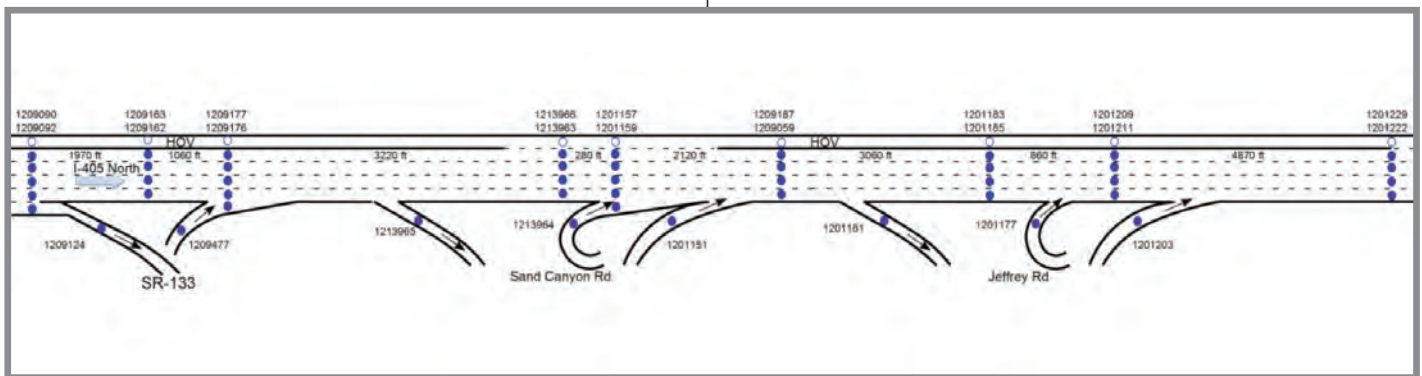 1209090
1209092
1209163
1209162
1209177
1209176
1213966
1213963
1201157
1201159
1209187
1209059
1201183
1201185
1201209
1201211
1201229
1201222
HOV
HOV
1970 ft
1060 ft
3220 ft
280 ft
2120 ft
3060 ft
860 ft
4870 ft
I-405 North
1209124
1209477
1213965
1213964
1201151
1201161
1201177
1201203
SR-133
Sand Canyon Rd
Jeffrey Rd